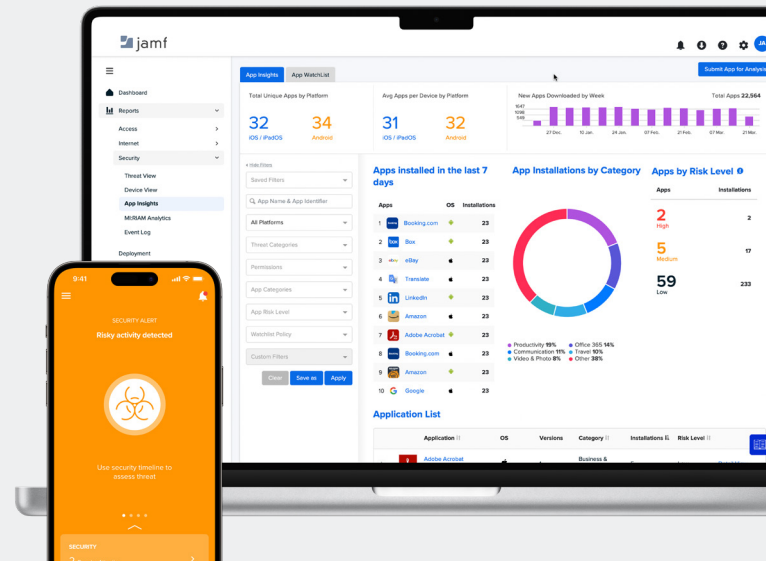 jamf
JA
App Insights
App WatchList
Submit App for Analysis
Dashboard
Reports
Access
Internet
Security
Threat View
Device View
App Insights
MI:RIAM Analytics
Event Log
Deployment
Total Unique Apps by Platform
32
34
iOS / iPadOS
Android
Avg Apps per Device by Platform
31
32
iOS / iPadOS
Android
New Apps Downloaded by Week
Total Apps 22,564
1647
1098
549
27 Dec.
10 Jan.
24 Jan.
07 Feb.
21 Feb.
07 Mar
21 Mar.
Hide filters
Saved Filters
App Name & App Identifier
All Platforms
Threat Categories
Permissions
App Categories
App Risk Level
Watchlist Policy
Custom Filters
Clear
Save as
Apply
Apps installed in the last 7
days
Apps
OS
Installations
1 Booking.com 23
2 box Box 23
3 ebay eBay 23
4 Translate 23
5 in LinkedIn 23
6 Amazon 23
7 Adobe Acrobat 23
8 Booking.com 23
9 Amazon 23
10 G Google 23
App Installations by Category
Productivity 19%
Office 365 14%
Communication 11%
Travel 10%
Video & Photo 8%
Other 38%
Apps by Risk Level
Apps
Installations
2
High
2
5
Medium
17
59
Low
233
Application List
Application
OS
Versions
Category
Installations
Risk Level
Adobe Acrobat
Business &
9:41
SECURITY ALERT
Risky activity detected
Use security timeline to
assess threat
SECURITY